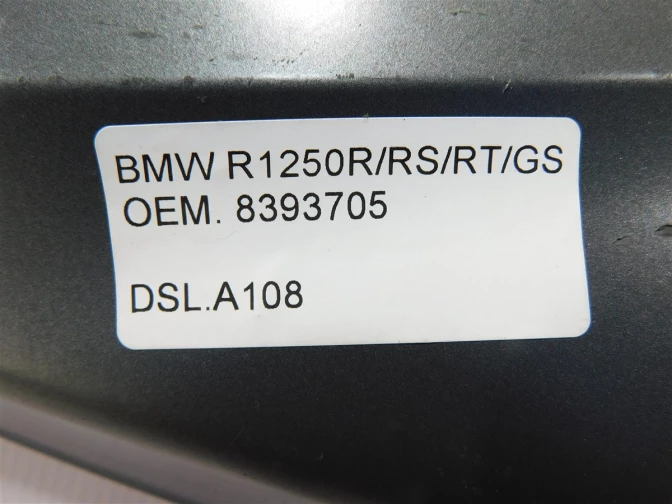 BMW R1250R/RS/RT/GS
OEM. 8393705
DSL.A108